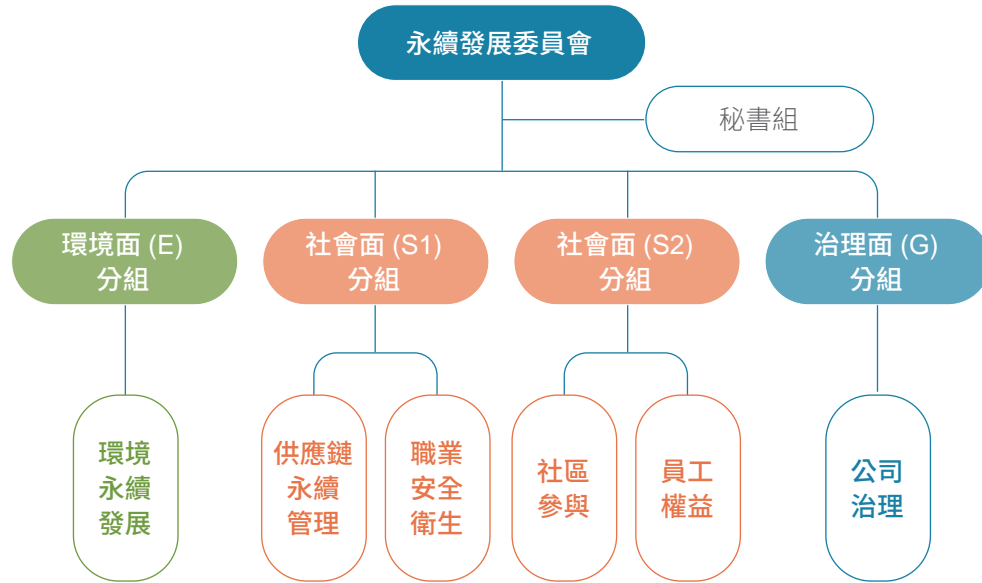 永續發展委員會
秘書組
環境面 (E)
分組
社會面 (S1)
分組
社會面 (S2)
分組
治理面 (G)
分組
環境
永續
發展
供應鏈
永續
管理
職業
安全
衛生
社區
參與
員工
權益
公司
治理